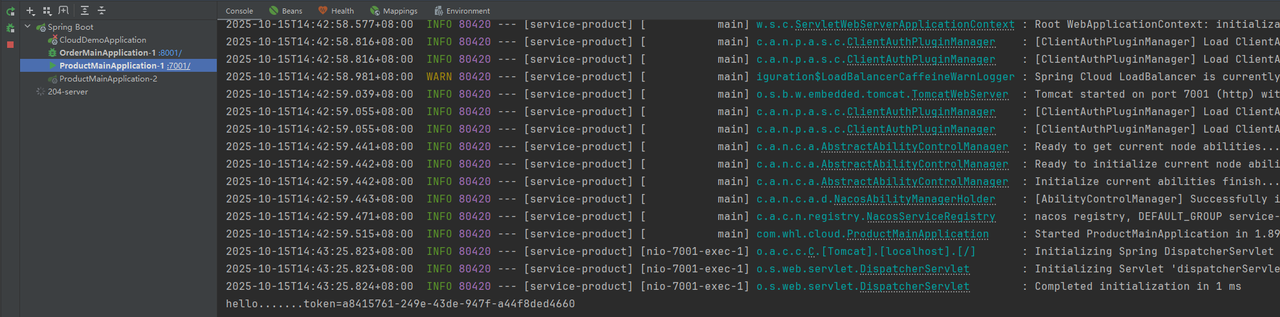 Console Beans Health Mappings Environment
Spring Boot
CloudDemoApplication
OrderMainApplication-1 :8001/
ProductMainApplication-1 :7001/
ProductMainApplication-2
204-server
2025-10-15T14:42:58.577+08:00 INFO 80420 --- [service-product] [ main] w.s.c.ServletWebServerApplicationContext : Root WebApplicationContext: initializa
2025-10-15T14:42:58.816+08:00 INFO 80420 --- [service-product] [ main] c.a.n.p.a.s.c.ClientAuthPluginManager : [ClientAuthPluginManager] Load ClientA
2025-10-15T14:42:58.816+08:00 INFO 80420 --- [service-product] [ main] c.a.n.p.a.s.c.ClientAuthPluginManager : [ClientAuthPluginManager] Load ClientA
2025-10-15T14:42:58.981+08:00 WARN 80420 --- [service-product] [ main] iguration$LoadBalancerCaffeineWarnLogger : Spring Cloud LoadBalancer is currently
2025-10-15T14:42:59.039+08:00 INFO 80420 --- [service-product] [ main] o.s.b.w.embedded.tomcat.TomcatWebServer : Tomcat started on port 7001 (http) wit
2025-10-15T14:42:59.055+08:00 INFO 80420 --- [service-product] [ main] c.a.n.p.a.s.c.ClientAuthPluginManager : [ClientAuthPluginManager] Load ClientA
2025-10-15T14:42:59.055+08:00 INFO 80420 --- [service-product] [ main] c.a.n.p.a.s.c.ClientAuthPluginManager : [ClientAuthPluginManager] Load ClientA
2025-10-15T14:42:59.441+08:00 INFO 80420 --- [service-product] [ main] c.a.n.c.a.AbstractAbilityControlManager : Ready to get current node abilities...
2025-10-15T14:42:59.442+08:00 INFO 80420 --- [service-product] [ main] c.a.n.c.a.AbstractAbilityControlManager : Ready to initialize current node abilit
2025-10-15T14:42:59.442+08:00 INFO 80420 --- [service-product] [ main] c.a.n.c.a.AbstractAbilityControlManager : Initialize current abilities finish...
2025-10-15T14:42:59.443+08:00 INFO 80420 --- [service-product] [ main] c.a.n.c.a.d.NacosAbilityManagerHolder : [AbilityControlManager] Successfully i
2025-10-15T14:42:59.471+08:00 INFO 80420 --- [service-product] [ main] c.a.c.n.registry.NacosServiceRegistry : nacos registry, DEFAULT_GROUP service-
2025-10-15T14:42:59.515+08:00 INFO 80420 --- [service-product] [ main] com.whl.cloud.ProductMainApplication : Started ProductMainApplication in 1.89
2025-10-15T14:43:25.823+08:00 INFO 80420 --- [service-product] [nio-7001-exec-1] o.a.c.c.C.[Tomcat].[localhost].[/] : Initializing Spring DispatcherServlet
2025-10-15T14:43:25.823+08:00 INFO 80420 --- [service-product] [nio-7001-exec-1] o.s.web.servlet.DispatcherServlet : Initializing Servlet 'dispatcherServle
2025-10-15T14:43:25.824+08:00 INFO 80420 --- [service-product] [nio-7001-exec-1] o.s.web.servlet.DispatcherServlet : Completed initialization in 1 ms
hello.......token=a8415761-249e-43de-947f-a44f8ded4660